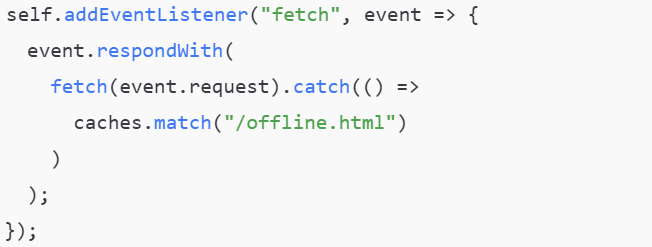 self.addEventListener("fetch", event => {
  event.respondWith(
    fetch(event.request).catch(() =>
      caches.match("/offline.html")
    )
  );
});